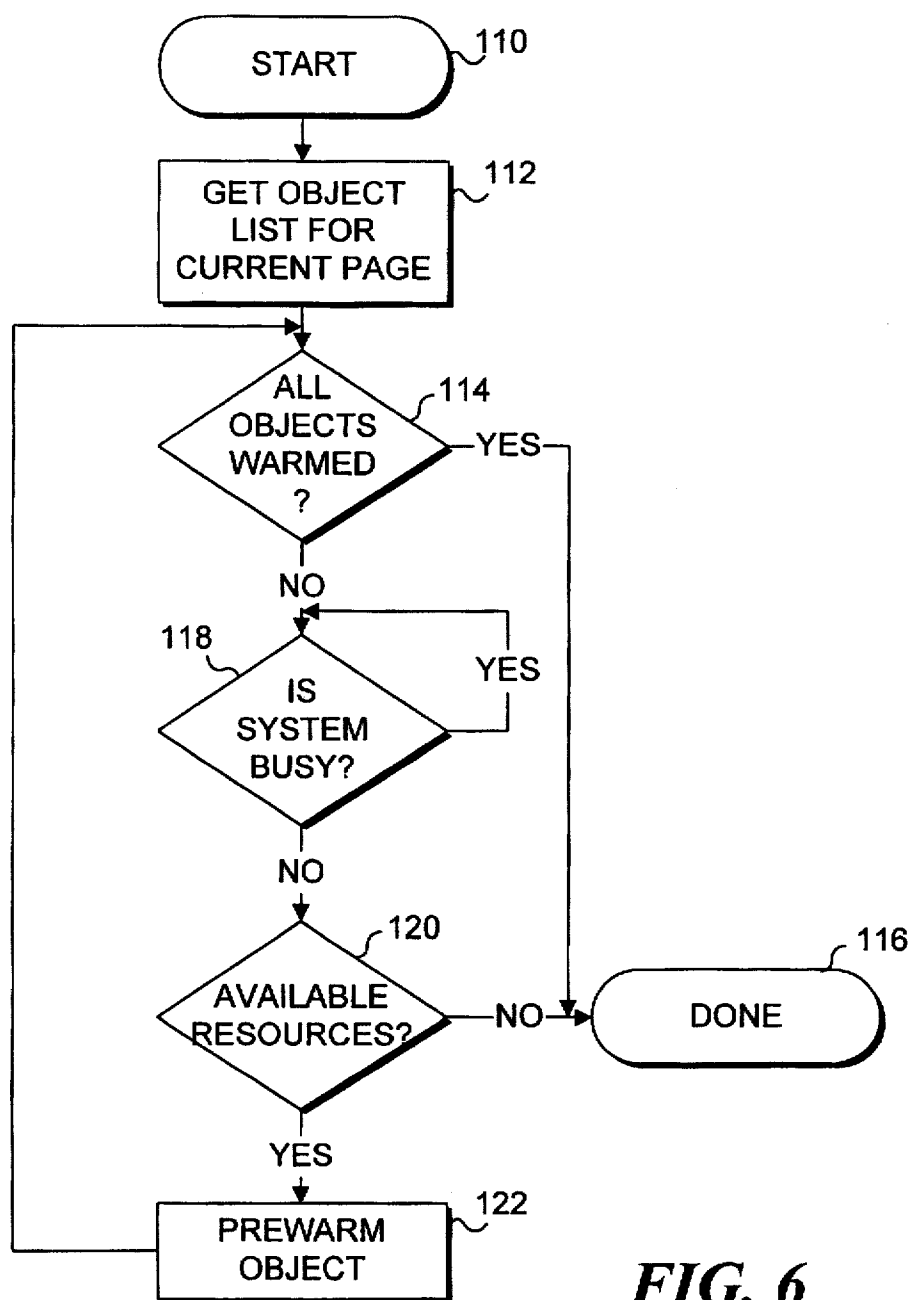 START
110
GET OBJECT
LIST FOR
CURRENT PAGE
112
ALL
OBJECTS
WARMED
?
114
YES
NO
118
IS
SYSTEM
BUSY?
YES
NO
120
AVAILABLE
RESOURCES?
NO
116
DONE
YES
PREWARM
OBJECT
122
FIG. 6